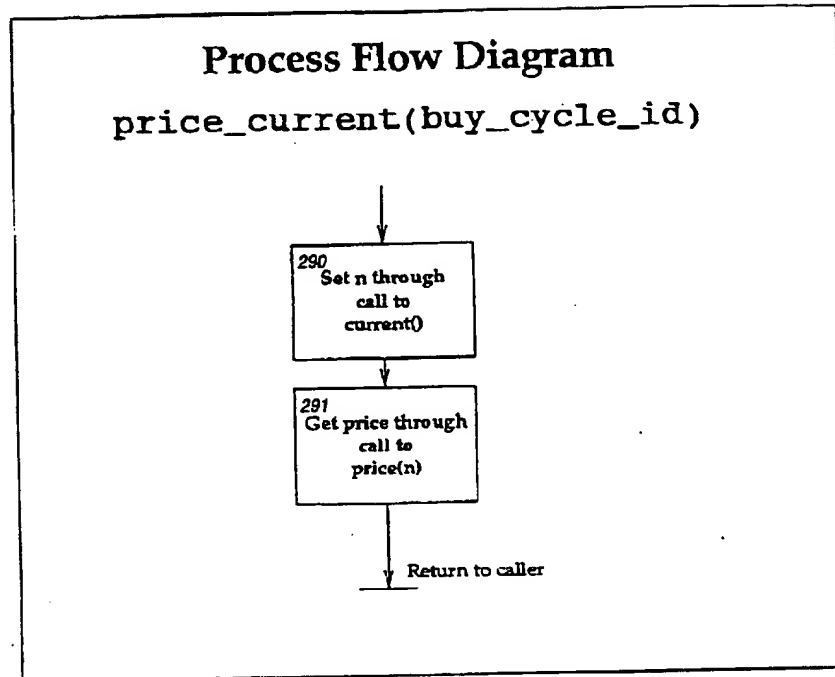 Process Flow Diagram
price_current(buy_cycle_id)
290
Set n through
call to
current()
291
Get price through
call to
price(n)
Return to caller